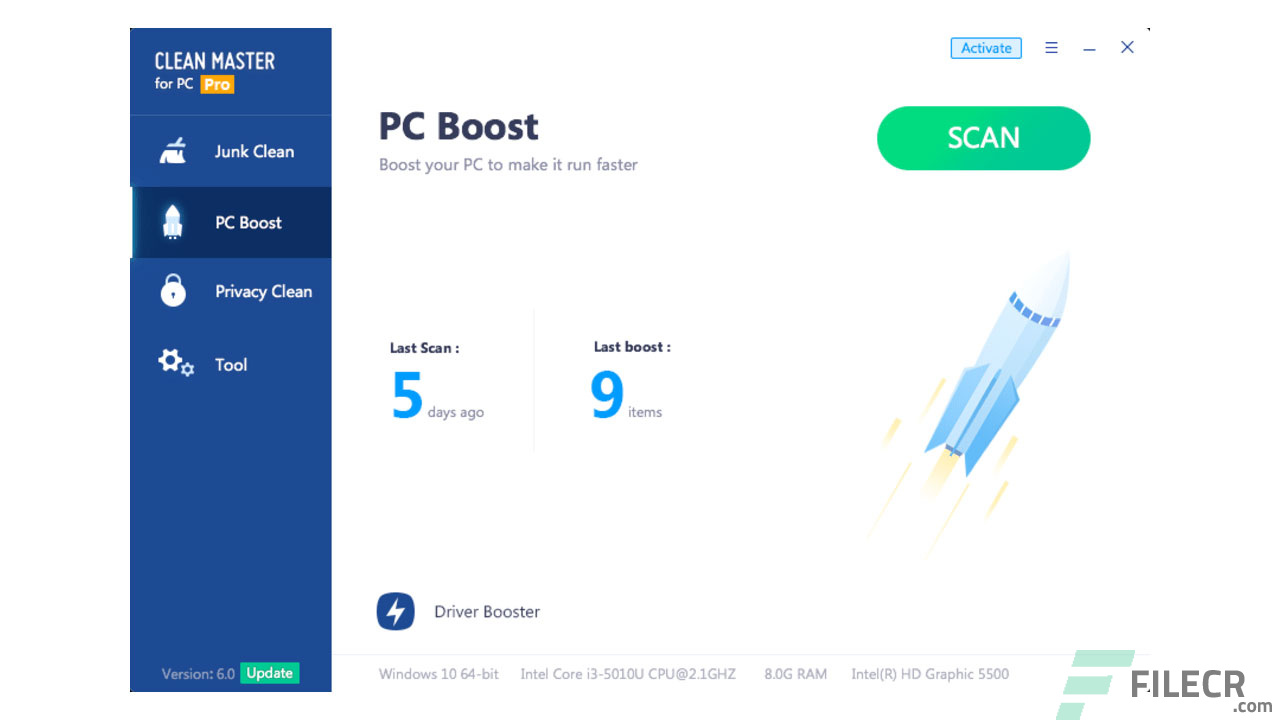 CLEAN MASTER
for PC Pro
Activate
Junk Clean
PC Boost
Privacy Clean
Tool
Version: 6.0 Update
PC Boost
Boost your PC to make it run faster
SCAN
Last Scan :
5 days ago
Last boost :
9 items
Driver Booster
Windows 10 64-bit Intel Core i3-5010U CPU@2.1GHZ 8.0G RAM Intel(R) HD Graphic 5500
FILECR
.com